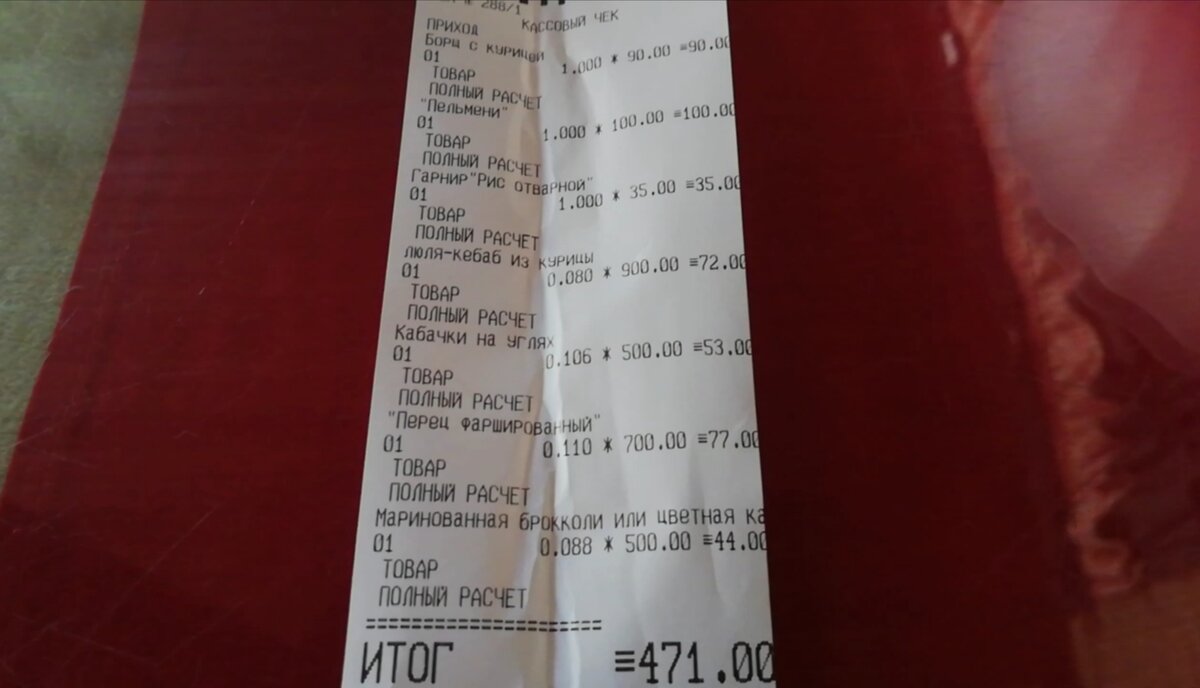 288/1
КАССОВЫЙ ЧЕК
ПРИХОД
Борщ с курицей
01 1.000 * 90.00 ≡90.00
ТОВАР
ПОЛНЫЙ РАСЧЕТ
"Пельмени"
01 1.000 * 100.00 ≡100.00
ТОВАР
ПОЛНЫЙ РАСЧЕТ
Гарнир"Рис отварной"
01 1.000 * 35.00 ≡35.00
ТОВАР
ПОЛНЫЙ РАСЧЕТ
люля-кебаб из курицы
01 0.080 * 900.00 ≡72.00
ТОВАР
ПОЛНЫЙ РАСЧЕТ
Кабачки на углях
01 0.106 * 500.00 ≡53.00
ТОВАР
ПОЛНЫЙ РАСЧЕТ
"Перец фаршированный"
01 0.110 * 700.00 ≡77.00
ТОВАР
ПОЛНЫЙ РАСЧЕТ
Маринованная брокколи или цветная ка
01 0.088 * 500.00 ≡44.00
ТОВАР
ПОЛНЫЙ РАСЧЕТ
ИТОГ ≡471.00